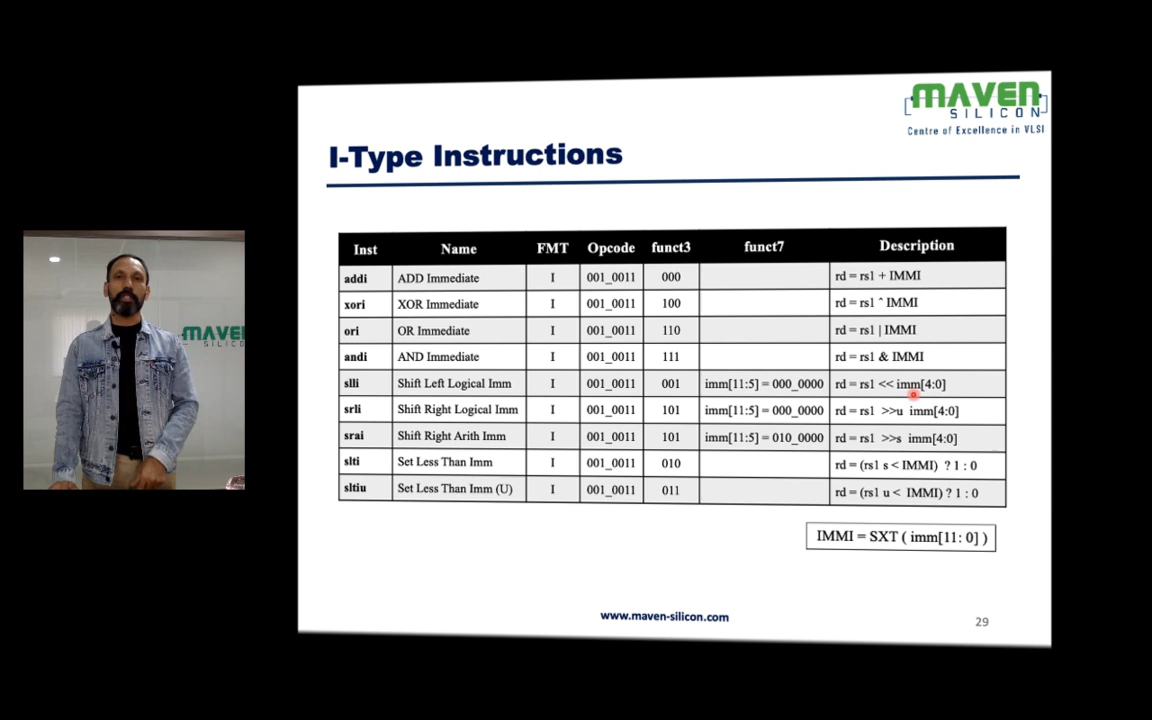 MAVEN
SILICON
Centre of Excellence in VLSI
I-Type Instructions
Inst Name FMT Opcode funct3 funct7 Description
addi ADD Immediate I 001_0011 000 rd = rs1 + IMMI
xori XOR Immediate I 001_0011 100 rd = rs1 ^ IMMI
ori OR Immediate I 001_0011 110 rd = rs1 | IMMI
andi AND Immediate I 001_0011 111 rd = rs1 & IMMI
slli Shift Left Logical Imm I 001_0011 001 imm[11:5] = 000_0000 rd = rs1 << imm[4:0]
srli Shift Right Logical Imm I 001_0011 101 imm[11:5] = 000_0000 rd = rs1 >>u imm[4:0]
srai Shift Right Arith Imm I 001_0011 101 imm[11:5] = 010_0000 rd = rs1 >>s imm[4:0]
slti Set Less Than Imm I 001_0011 010 rd = (rs1 s < IMMI) ? 1 : 0
sltiu Set Less Than Imm (U) I 001_0011 011 rd = (rs1 u < IMMI) ? 1 : 0
IMMI = SXT ( imm[11: 0] )
www.maven-silicon.com
29
MAVE
SILIC